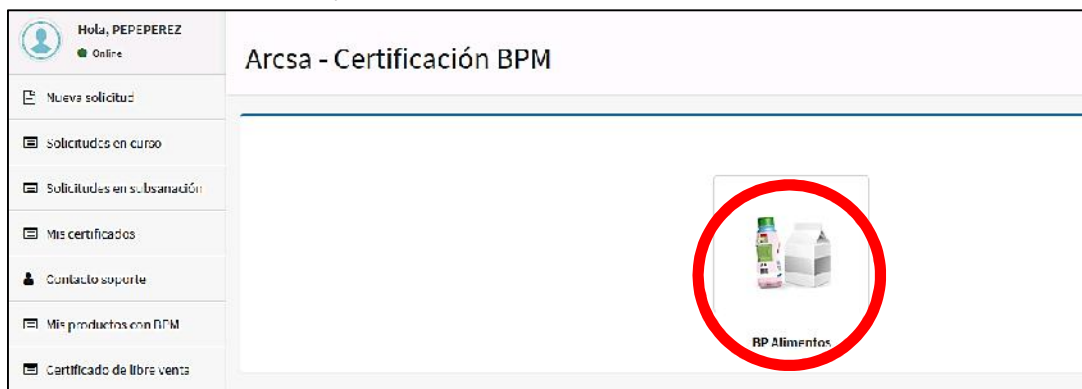 Hola, PEPEPEREZ
Online
Arcsa - Certificación BPM
Nueva solicitud
Solicitudes en curso
Solicitudes en subsanación
Mis certificados
Contacto soporte
Mis productos con BPM
Certificado de libre venta
BP Alimentos